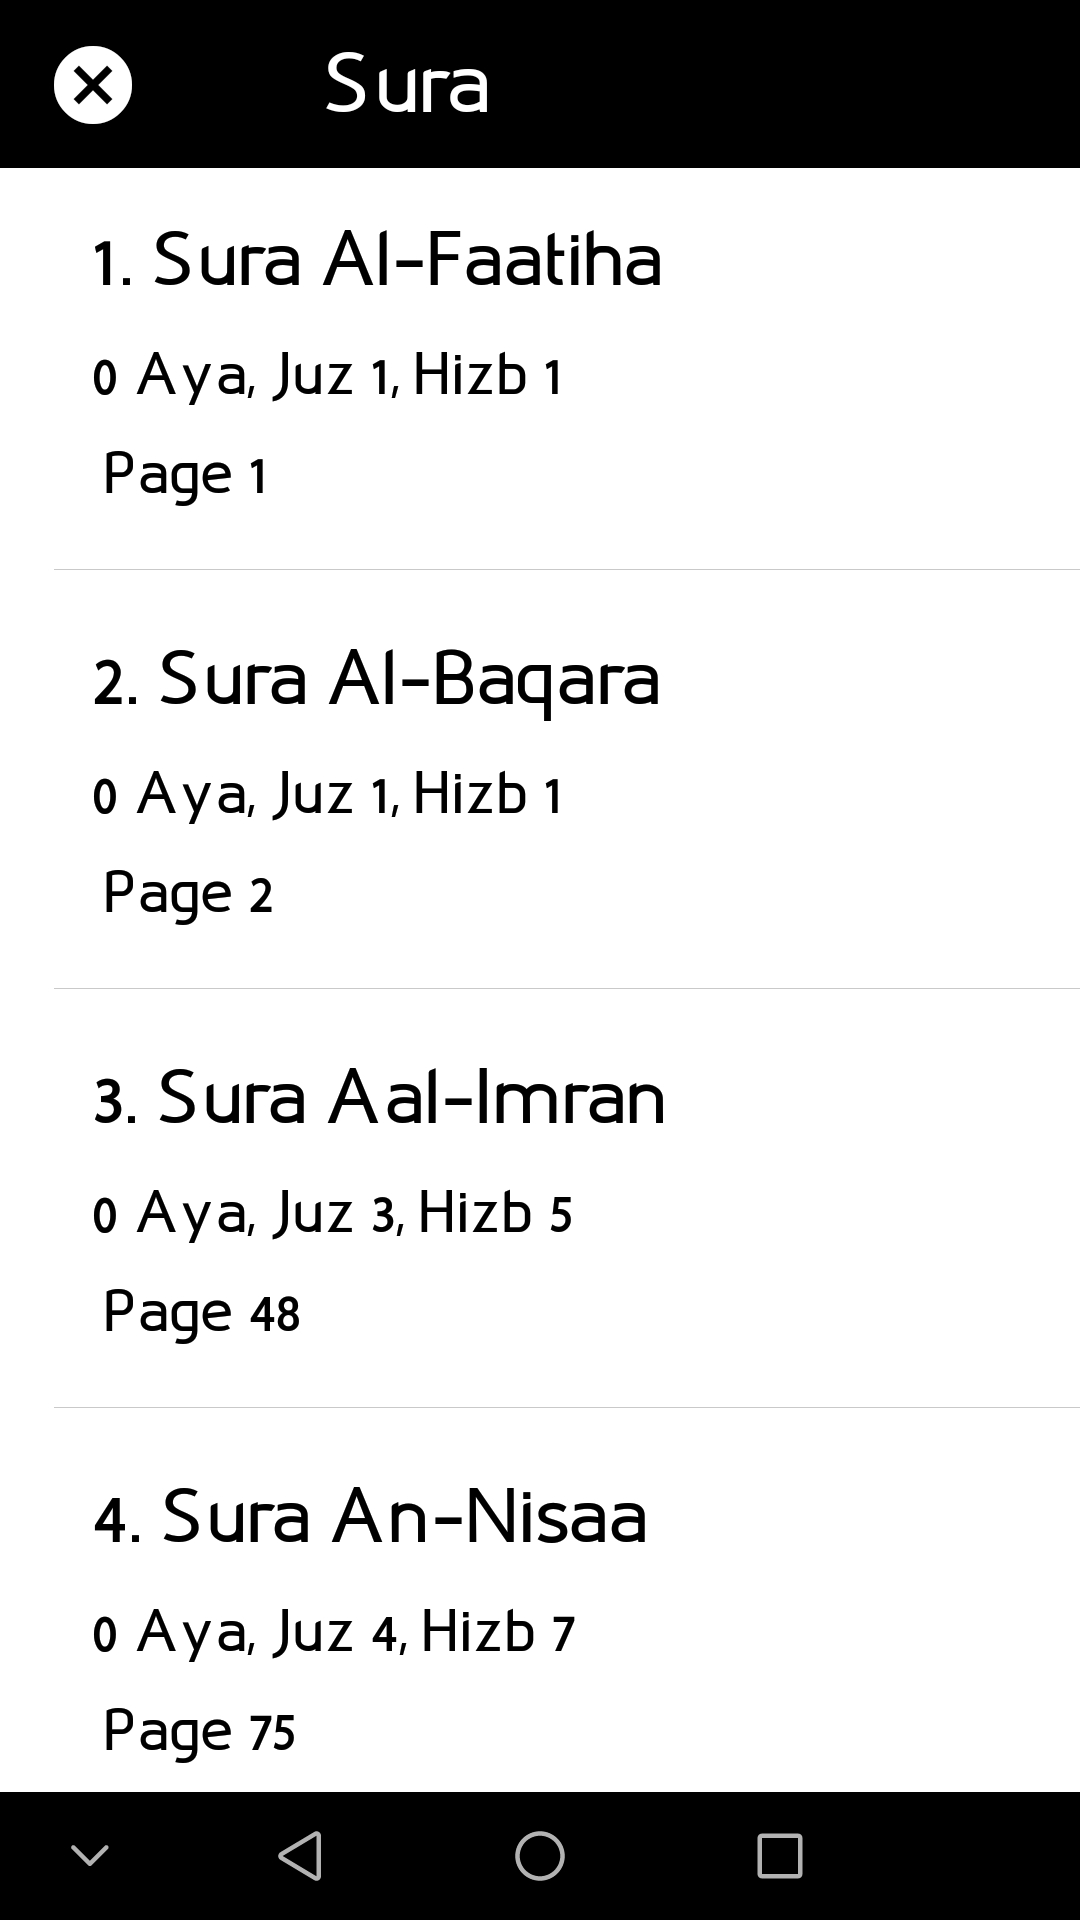 Sura
1. Sura Al-Faatiha
0 Aya, Juz 1, Hizb 1
Page 1
2. Sura Al-Baqara
0 Aya, Juz 1, Hizb 1
Page 2
3. Sura Aal-Imran
0 Aya, Juz 3, Hizb 5
Page 48
4. Sura An-Nisaa
0 Aya, Juz 4, Hizb 7
Page 75